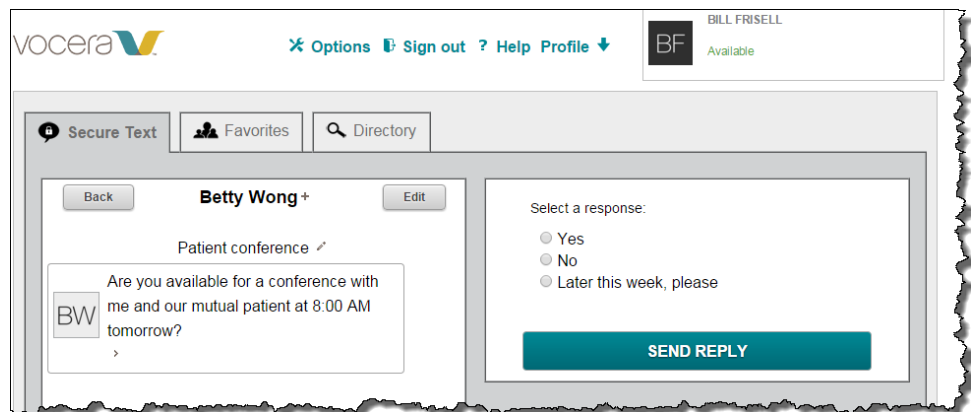 vocera
Options Sign out ? Help Profile
BF
BILL FRISELL
Available
Secure Text
Favorites
Directory
Back
Betty Wong +
Edit
Patient conference
BW
Are you available for a conference with
me and our mutual patient at 8:00 AM
tomorrow?
>
Select a response:
Yes
No
Later this week, please
SEND REPLY